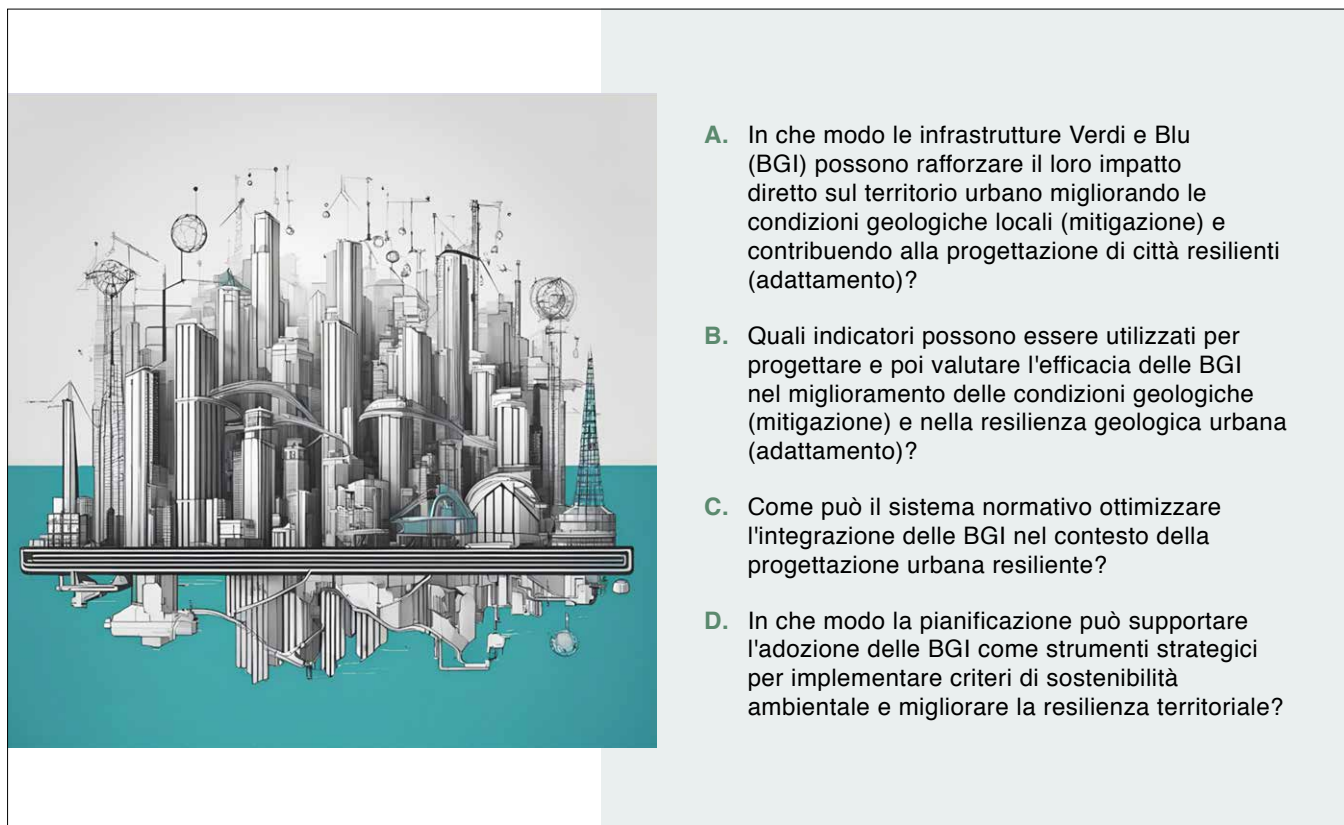 A. In che modo le infrastrutture Verdi e Blu
(BGI) possono rafforzare il loro impatto
diretto sul territorio urbano migliorando le
condizioni geologiche locali (mitigazione) e
contribuendo alla progettazione di città resilienti
(adattamento)?
B. Quali indicatori possono essere utilizzati per
progettare e poi valutare l'efficacia delle BGI
nel miglioramento delle condizioni geologiche
(mitigazione) e nella resilienza geologica urbana
(adattamento)?
C. Come può il sistema normativo ottimizzare
l'integrazione delle BGI nel contesto della
progettazione urbana resiliente?
D. In che modo la pianificazione può supportare
l'adozione delle BGI come strumenti strategici
per implementare criteri di sostenibilità
ambientale e migliorare la resilienza territoriale?